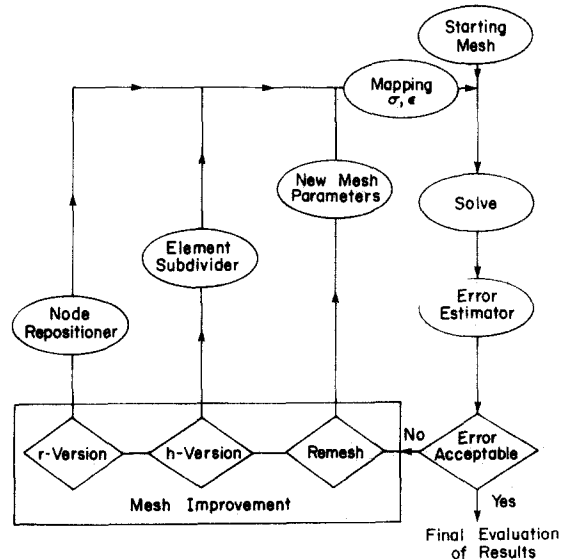 Starting
Mesh
Mapping
σ, ϵ
New Mesh
Parameters
Solve
Element
Subdivider
Error
Estimator
Node
Repositioner
r-Version
h-Version
Remesh
No
Error
Acceptable
Mesh Improvement
Yes
Final Evaluation
of Results